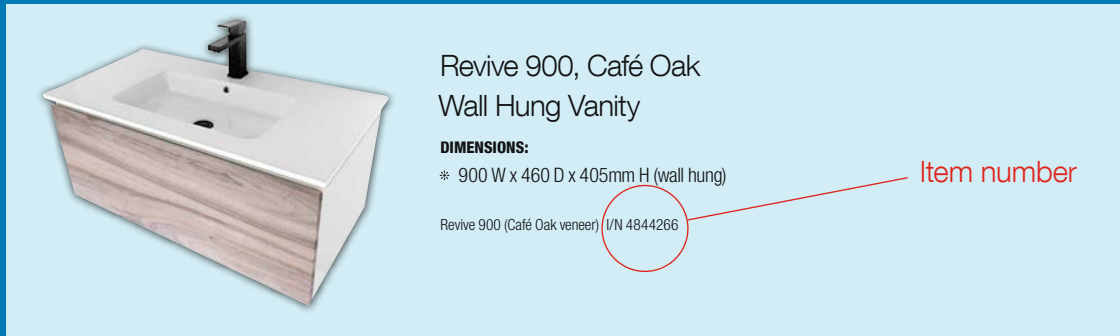 Revive 900, Café Oak
Wall Hung Vanity
DIMENSIONS:
* 900 W x 460 D x 405mm H (wall hung)
Item number
Revive 900 (Café Oak veneer) I/N 4844266